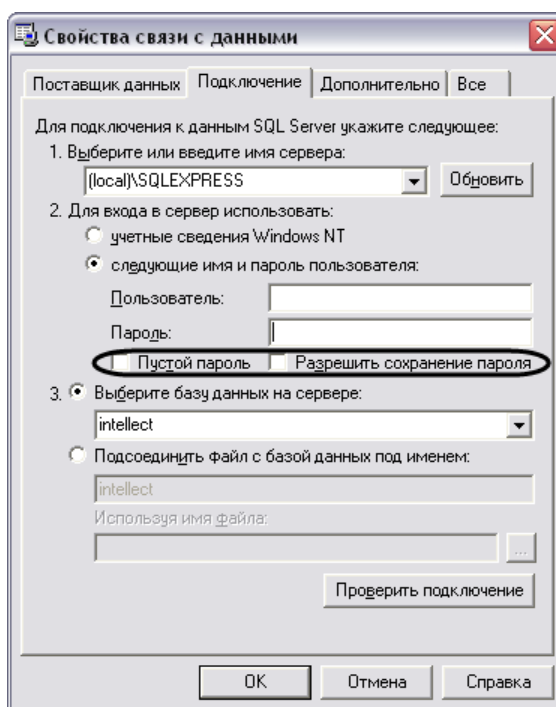 Свойства связи с данными
Поставщик данных Подключение Дополнительно Все
Для подключения к данным SQL Server укажите следующее:
1. Выберите или введите имя сервера:
(local)\SQLEXPRESS Обновить
2. Для входа в сервер использовать:
учетные сведения Windows NT
следующие имя и пароль пользователя:
Пользователь:
Пароль:
Пустой пароль Разрешить сохранение пароля
3. Выберите базу данных на сервере:
intellect
Подсоединить файл с базой данных под именем:
intellect
Используя имя файла:
...
Проверить подключение
OK Отмена Справка